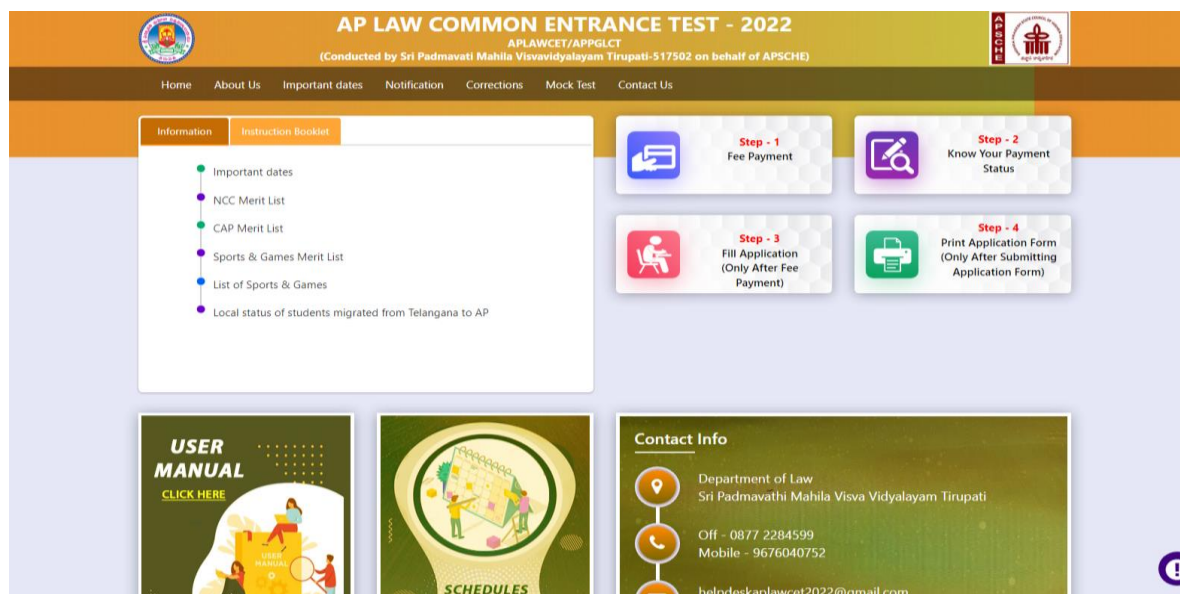 AP LAW COMMON ENTRANCE TEST - 2022
APLAWCET/APPGLCT
(Conducted by Sri Padmavati Mahila Visvavidyalayam Tirupati-517502 on behalf of APSCHE)
APSCHE
Home About Us Important dates Notification Corrections Mock Test Contact Us
Information Instruction Booklet
Important dates
NCC Merit List
CAP Merit List
Sports & Games Merit List
List of Sports & Games
Local status of students migrated from Telangana to AP
Step - 1
Fee Payment
Step - 2
Know Your Payment
Status
Step - 3
Fill Application
(Only After Fee
Payment)
Step - 4
Print Application Form
(Only After Submitting
Application Form)
USER
MANUAL
CLICK HERE
USER
MANUAL
SCHEDULES
Contact Info
Department of Law
Sri Padmavathi Mahila Visva Vidyalayam Tirupati
Off - 0877 2284599
Mobile - 9676040752
helpdeskaplawcet2022@gmail.com